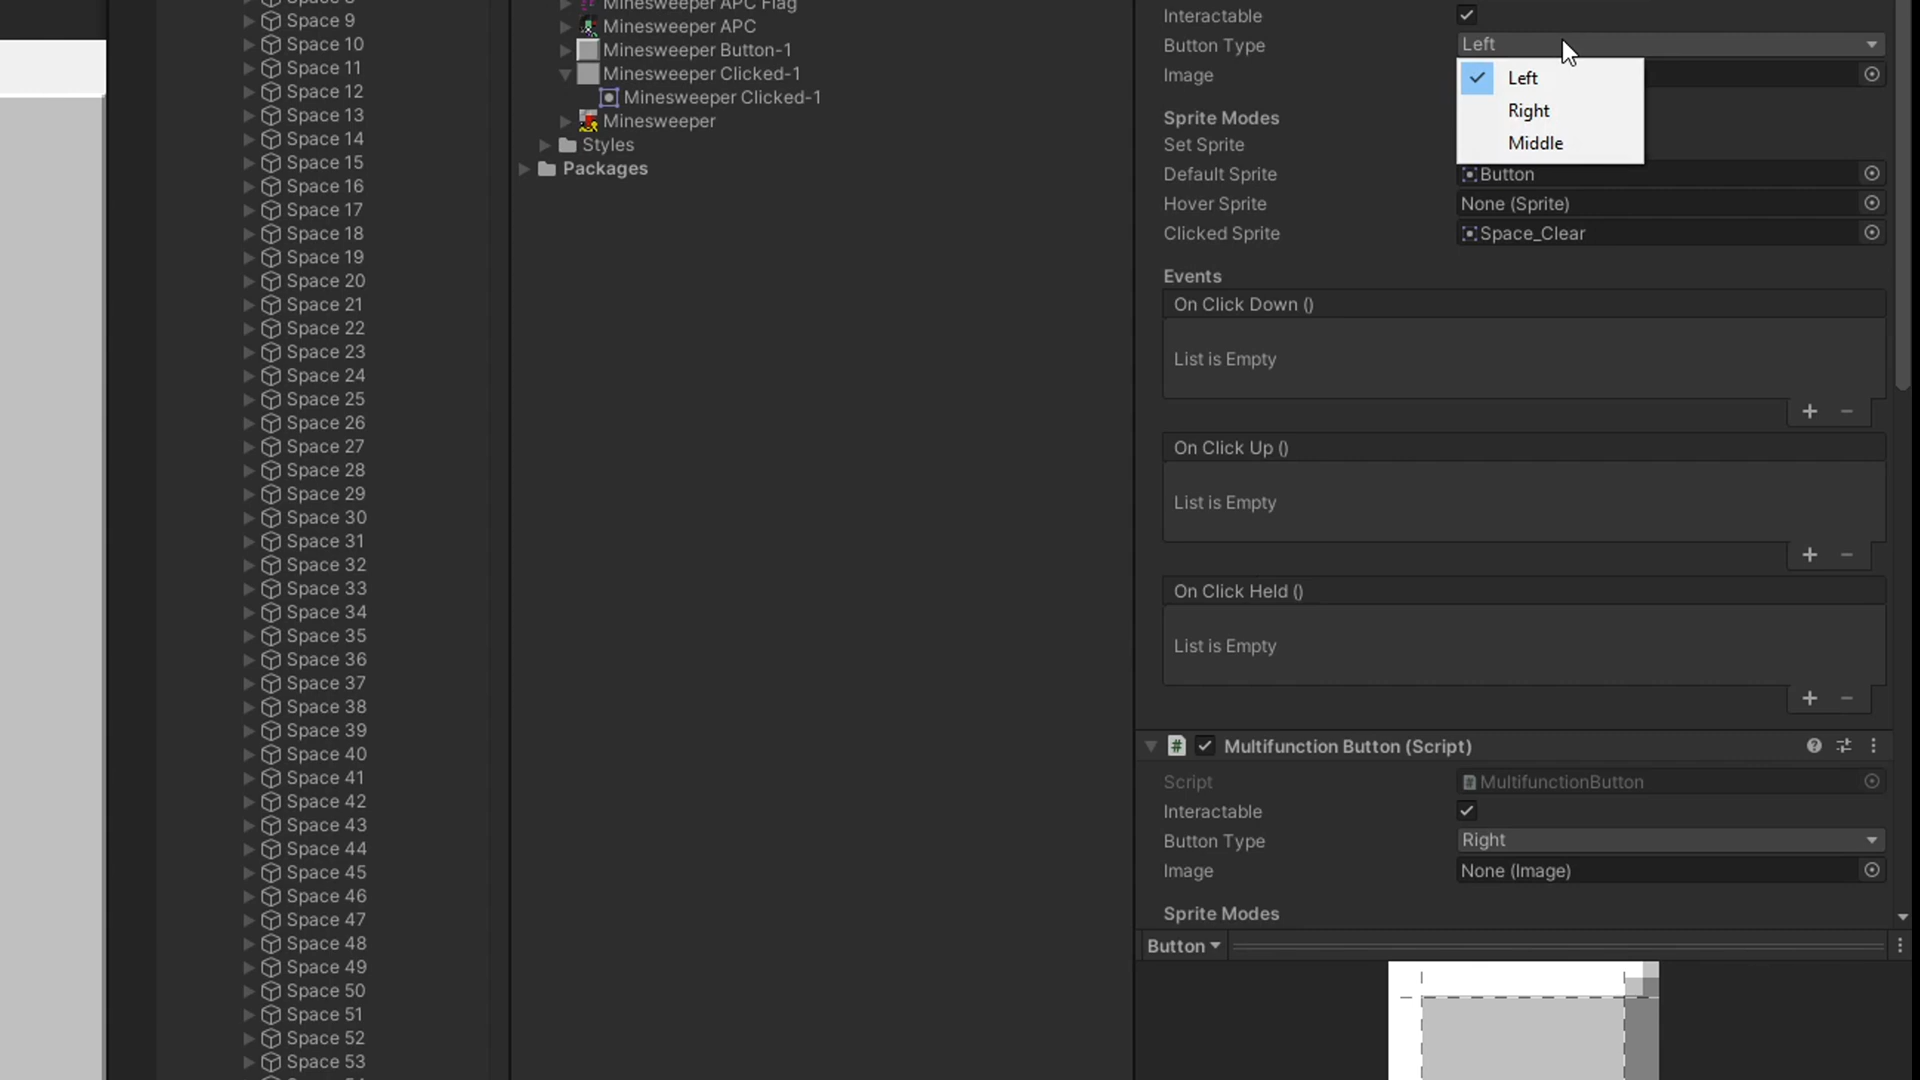 Space 9
Space 10
Space 11
Space 12
Space 13
Space 14
Space 15
Space 16
Space 17
Space 18
Space 19
Space 20
Space 21
Space 22
Space 23
Space 24
Space 25
Space 26
Space 27
Space 28
Space 29
Space 30
Space 31
Space 32
Space 33
Space 34
Space 35
Space 36
Space 37
Space 38
Space 39
Space 40
Space 41
Space 42
Space 43
Space 44
Space 45
Space 46
Space 47
Space 48
Space 49
Space 50
Space 51
Space 52
Space 53
Minesweeper APC Flag
Minesweeper APC
Minesweeper Button-1
Minesweeper Clicked-1
Minesweeper Clicked-1
Minesweeper
Styles
Packages
Interactable
Button Type Left
Left
Right
Middle
Image
Sprite Modes
Set Sprite
Default Sprite Button
Hover Sprite None (Sprite)
Clicked Sprite Space_Clear
Events
On Click Down ()
List is Empty
On Click Up ()
List is Empty
On Click Held ()
List is Empty
Multifunction Button (Script)
Script MultifunctionButton
Interactable
Button Type Right
Image None (Image)
Sprite Modes
Button